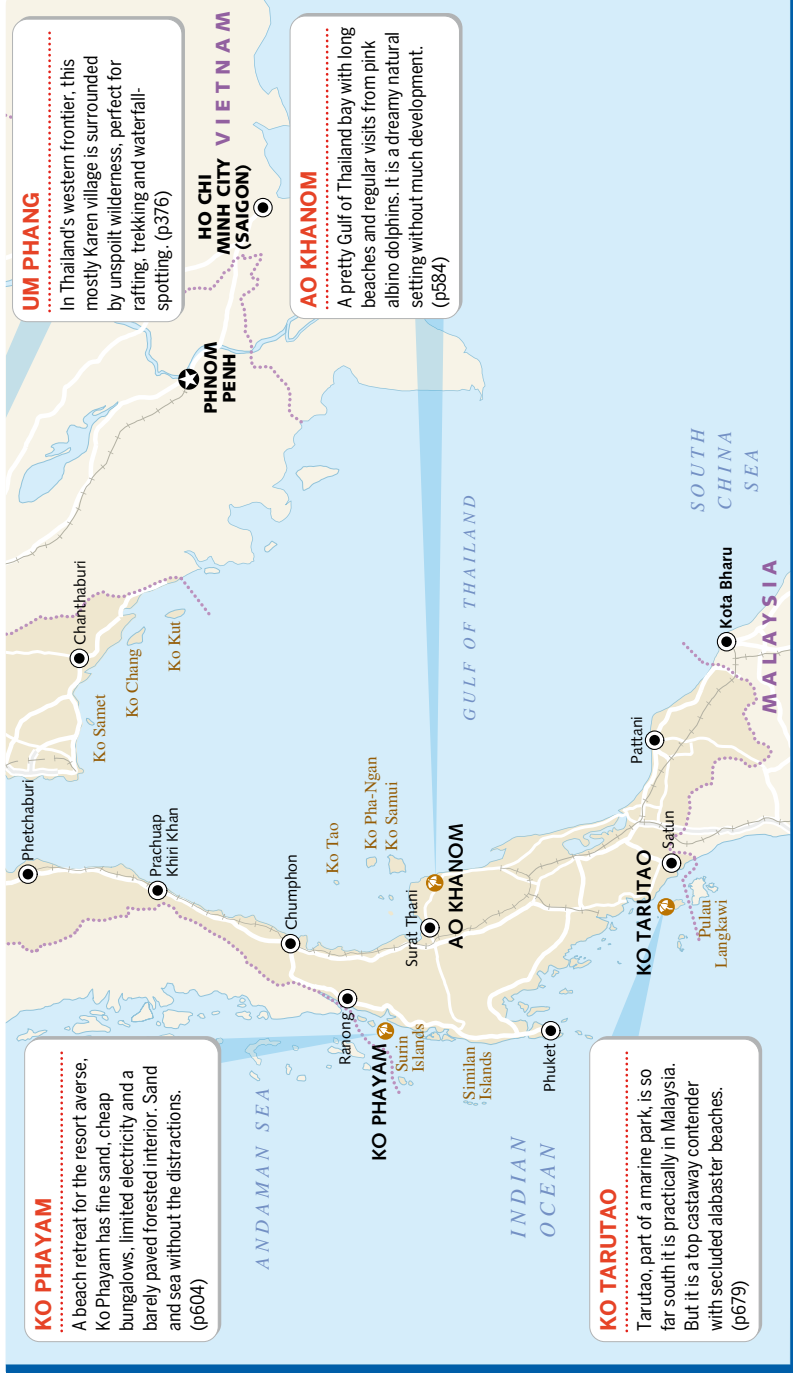 KO PHAYAM
A beach retreat for the resort averse,
Ko Phayam has fine sand, cheap
bungalows, limited electricity and a
barely paved forested interior. Sand
and sea without the distractions.
(p604)
UM PHANG
In Thailand's western frontier, this
mostly Karen village is surrounded
by unspoilt wilderness, perfect for
rafting, trekking and waterfall-
spotting. (p376)
Phetchaburi
Prachuap
Khiri Khan
Chanthaburi
Ko Samet
Ko Chang
Ko Kut
PHNOM
PENH
HO CHI
MINH CITY
(SAIGON)
VIETNAM
ANDAMAN SEA
Chumphon
Ranong
KO PHAYAM
Surin
Islands
Similan
Islands
Ko Tao
Ko Pha-Ngan
Ko Samui
Surat Thani
AO KHANOM
GULF OF THAILAND
AO KHANOM
A pretty Gulf of Thailand bay with long
beaches and regular visits from pink
albino dolphins. It is a dreamy natural
setting without much development.
(p584)
INDIAN
OCEAN
Phuket
KO TARUTAO
Satun
Pulau
Langkawi
Pattani
Kota Bharu
MALAYSIA
SOUTH
CHINA
SEA
KO TARUTAO
Tarutao, part of a marine park, is so
far south it is practically in Malaysia.
But it is a top castaway contender
with secluded alabaster beaches.
(p679)